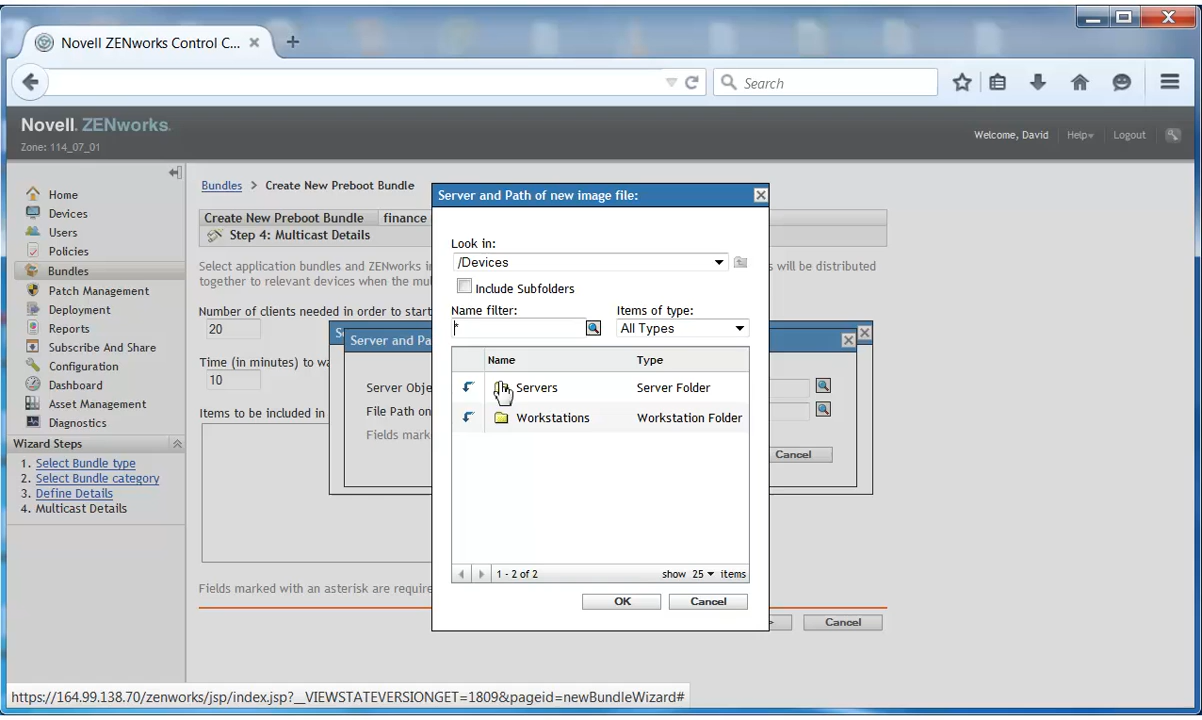 Novell ZENworks Control C...
Search
Novell. ZENworks.
Zone: 114_07_01
Welcome, David
Help
Logout
Home
Devices
Users
Policies
Bundles
Patch Management
Deployment
Reports
Subscribe And Share
Configuration
Dashboard
Asset Management
Diagnostics
Wizard Steps
1. Select Bundle type
2. Select Bundle category
3. Define Details
4. Multicast Details
Bundles > Create New Preboot Bundle
Create New Preboot Bundle finance
Step 4: Multicast Details
Select application bundles and ZENworks i
s will be distributed
together to relevant devices when the mul
Number of clients needed in order to start
20
Time (in minutes) to wa
10
Items to be included in
Fields marked with an asterisk are require
Cancel
S
Server and Pa
Server Obje
File Path on
Fields mark
Cancel
Server and Path of new image file:
Look in:
/Devices
Include Subfolders
Name filter:
Items of type:
*
All Types
Name Type
Servers Server Folder
Workstations Workstation Folder
1 - 2 of 2
show 25 items
OK
Cancel
https://164.99.138.70/zenworks/jsp/index.jsp?__VIEWSTATEVERSIONGET=1809&pageid=newBundleWizard#